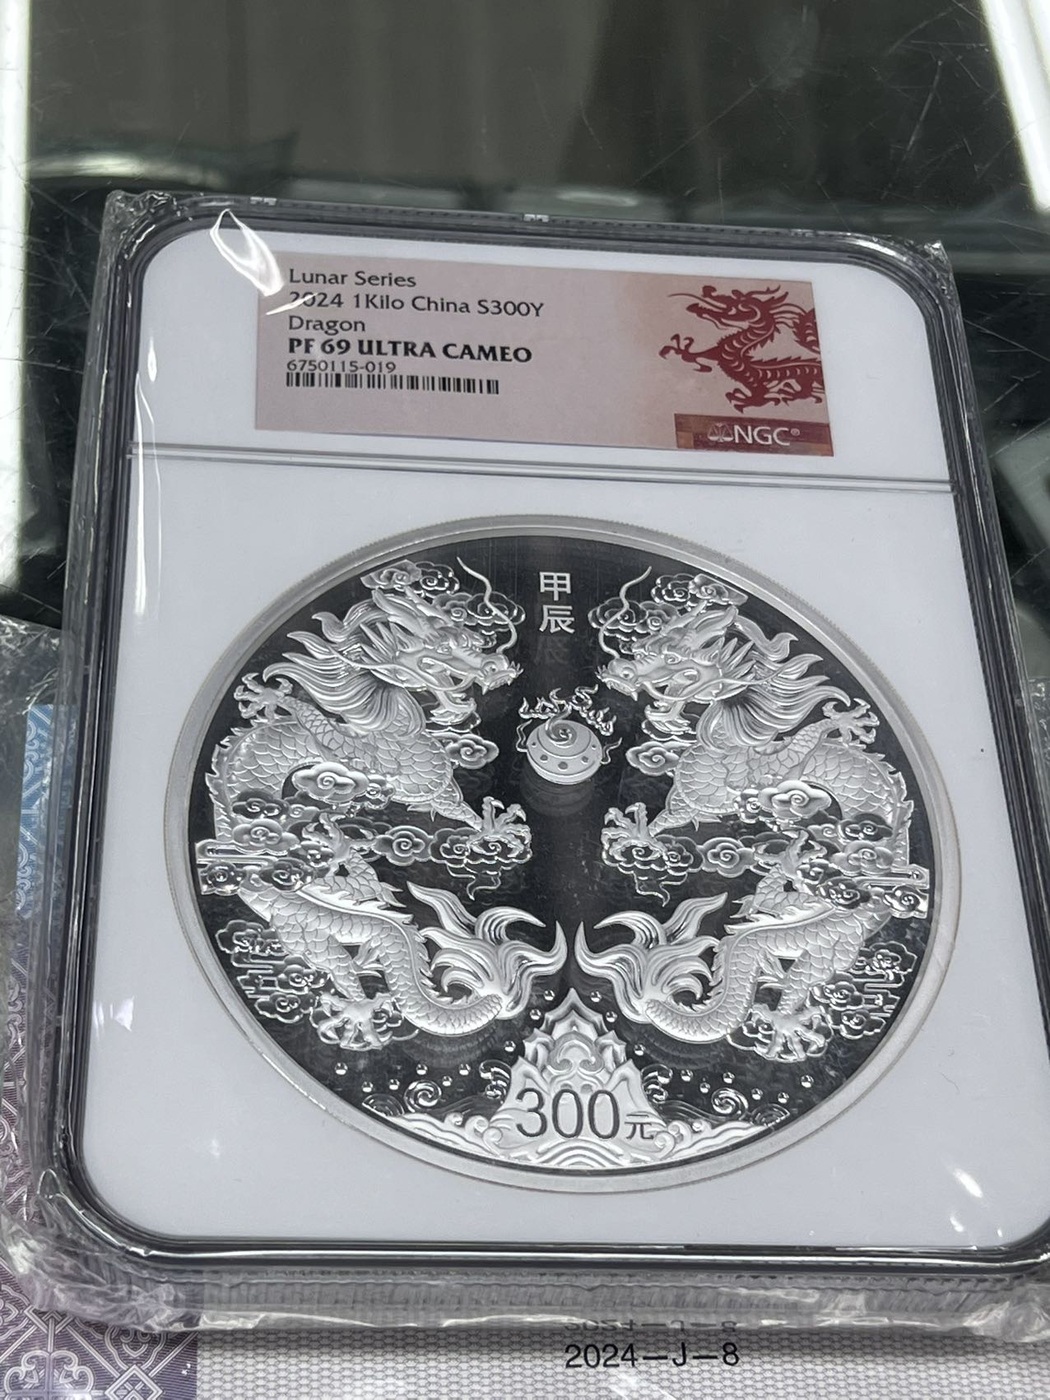 Lunar Series
2024 1Kilo China S300Y
Dragon
PF 69 ULTRA CAMEO
6750115-019
NGC®
甲
辰
300元
2024—J—8